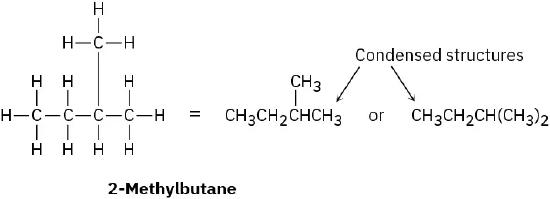 H
H–C–H
H H H
H–C–C–C–C–H
H H H H
=
CH₃
CH₃CH₂CHCH₃
or
Condensed structures
CH₃CH₂CH(CH₃)₂
2-Methylbutane